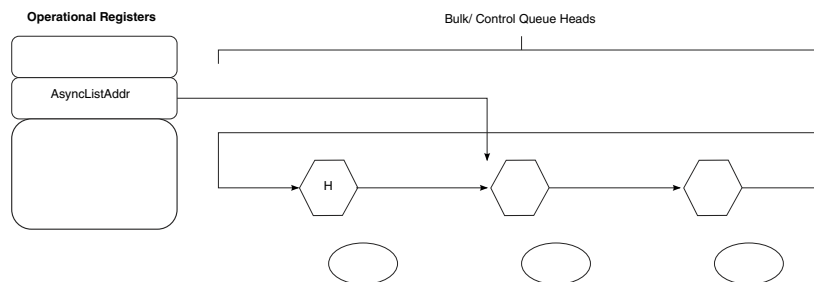 Operational Registers
Bulk/ Control Queue Heads
AsyncListAddr
H